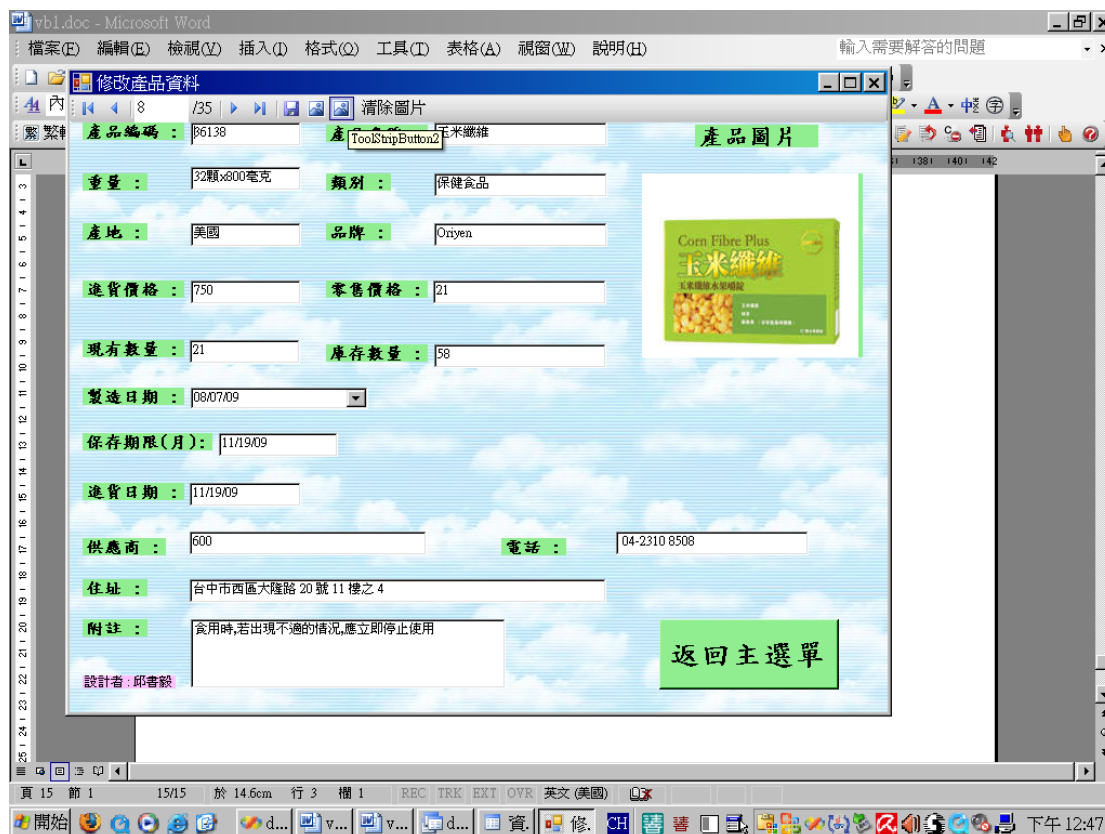 vb1.doc - Microsoft Word
檔案(F) 編輯(E) 檢視(V) 插入(I) 格式(O) 工具(T) 表格(A) 視窗(W) 說明(H) 輸入需要解答的問題
修改產品資料
8 /35 清除圖片
ToolStripButton2
產品編碼 : 86138 玉米纖維 產品圖片
重量 : 32顆x800毫克 類別 : 保健食品
產地 : 美國 品牌 : Oriyen
Corn Fibre Plus
玉米纖維
玉米纖維水果嚼錠
進貨價格 : 750 零售價格 : 21
現有數量 : 21 庫存數量 : 58
製造日期 : 08/07/09
保存期限(月): 11/19/09
進貨日期 : 11/19/09
供應商 : 600 電話 : 04-2310 8508
住址 : 台中市西區大隆路 20 號 11 樓之 4
附註 : 食用時,若出現不適的情況,應立即停止使用
返回主選單
設計者 : 邱書毅
頁 15 節 1 15/15 於 14.6cm 行 3 欄 1 REC TRK EXT OVR 英文 (美國)
開始 d... v... v... d... 資. 修. CH 下午 12:47